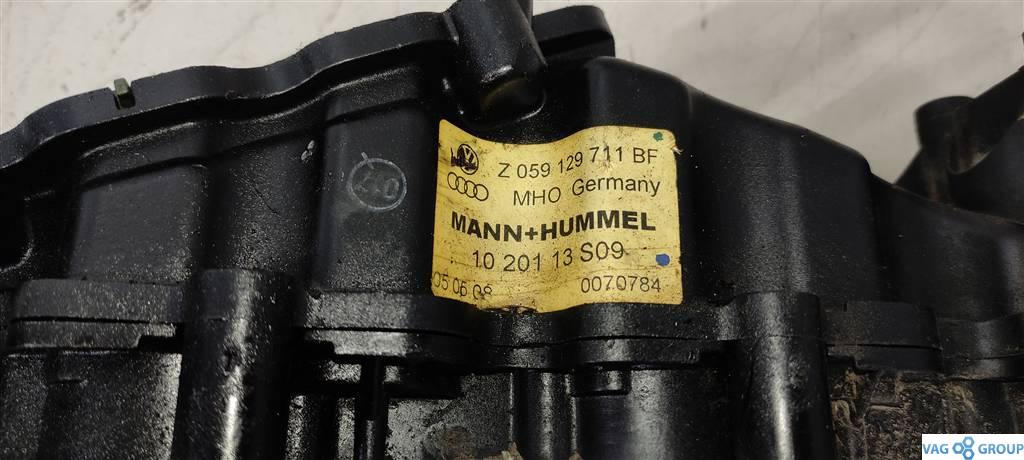 Z 059 129 711 BF
MHO Germany
MANN+HUMMEL
10 201 13 S09
05.06.08 0070784
VAG GROUP